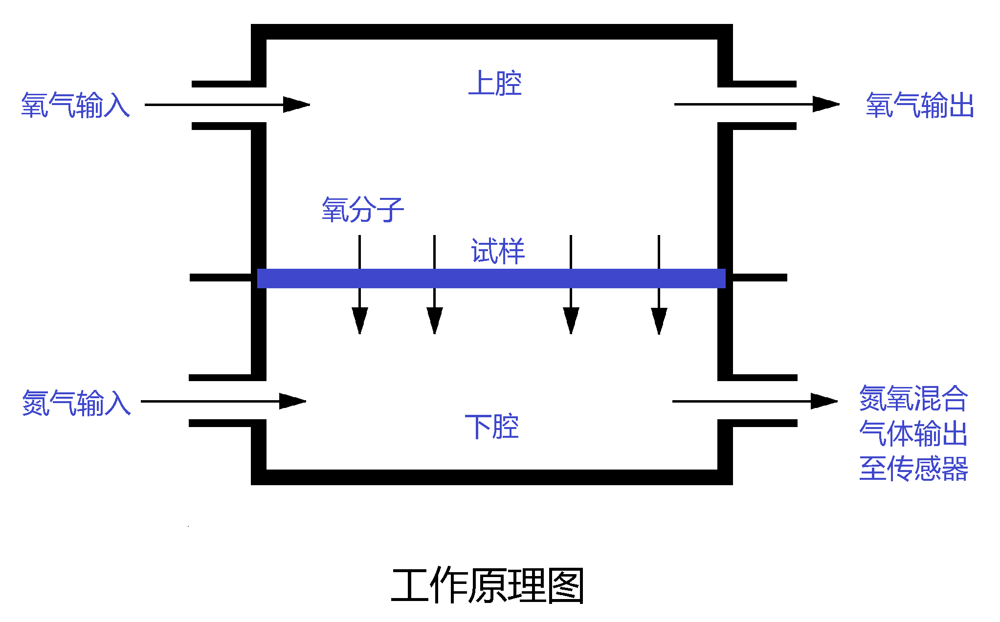 上腔
氧气输入
氧气输出
氧分子
试样
氮气输入
下腔
氮氧混合
气体输出
至传感器
工作原理图